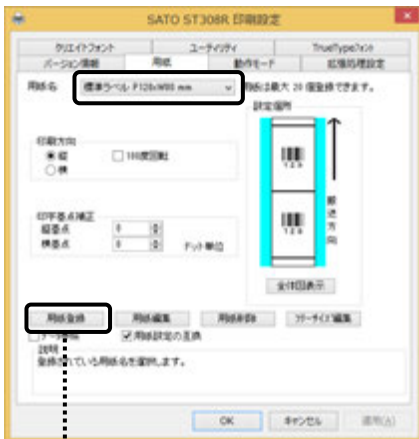 SATO ST308R 印刷設定
クリエイトフォント ユーティリティ TrueTypeフォント
バージョン情報 用紙 動作モード 拡張処理設定
用紙名 標準ラベル P120×W80 mm 用紙は最大 20 個登録できます。
設定個所
印刷方向
縦 180度回転
横
搬送方向
印字基点補正
縦基点 0
横基点 0 ドット単位
全体図表示
用紙登録 用紙編集 用紙削除 フリーサイズ編集
用紙設定の互換
説明
登録されている用紙名を選択します。
OK キャンセル 適用(A)